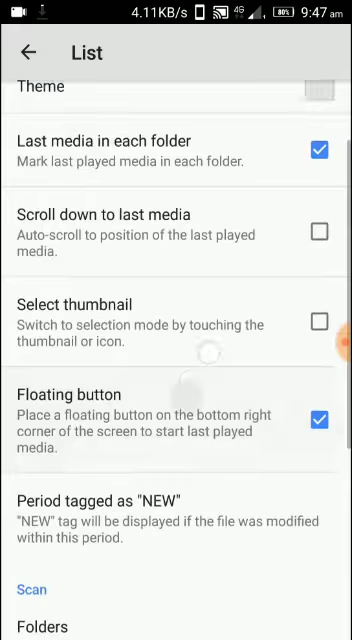 4.11KB/s 4G 80% 9:47 am
List
Theme
Last media in each folder
Mark last played media in each folder.
Scroll down to last media
Auto-scroll to position of the last played
media.
Select thumbnail
Switch to selection mode by touching the
thumbnail or icon.
Floating button
Place a floating button on the bottom right
corner of the screen to start last played
media.
Period tagged as "NEW"
"NEW" tag will be displayed if the file was modified
within this period.
Scan
Folders